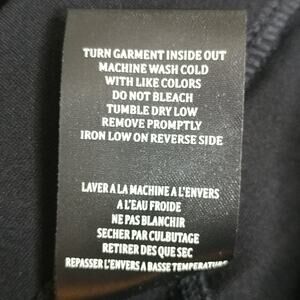 TURN GARMENT INSIDE OUT
MACHINE WASH COLD
WITH LIKE COLORS
DO NOT BLEACH
TUMBLE DRY LOW
REMOVE PROMPTLY
IRON LOW ON REVERSE SIDE
LAVER A LA MACHINE A L'ENVERS
A L'EAU FROIDE
NE PAS BLANCHIR
SECHER PAR CULBUTAGE
RETIRER DES QUE SEC
REPASSER L'ENVERS A BASSE TEMPERATURE